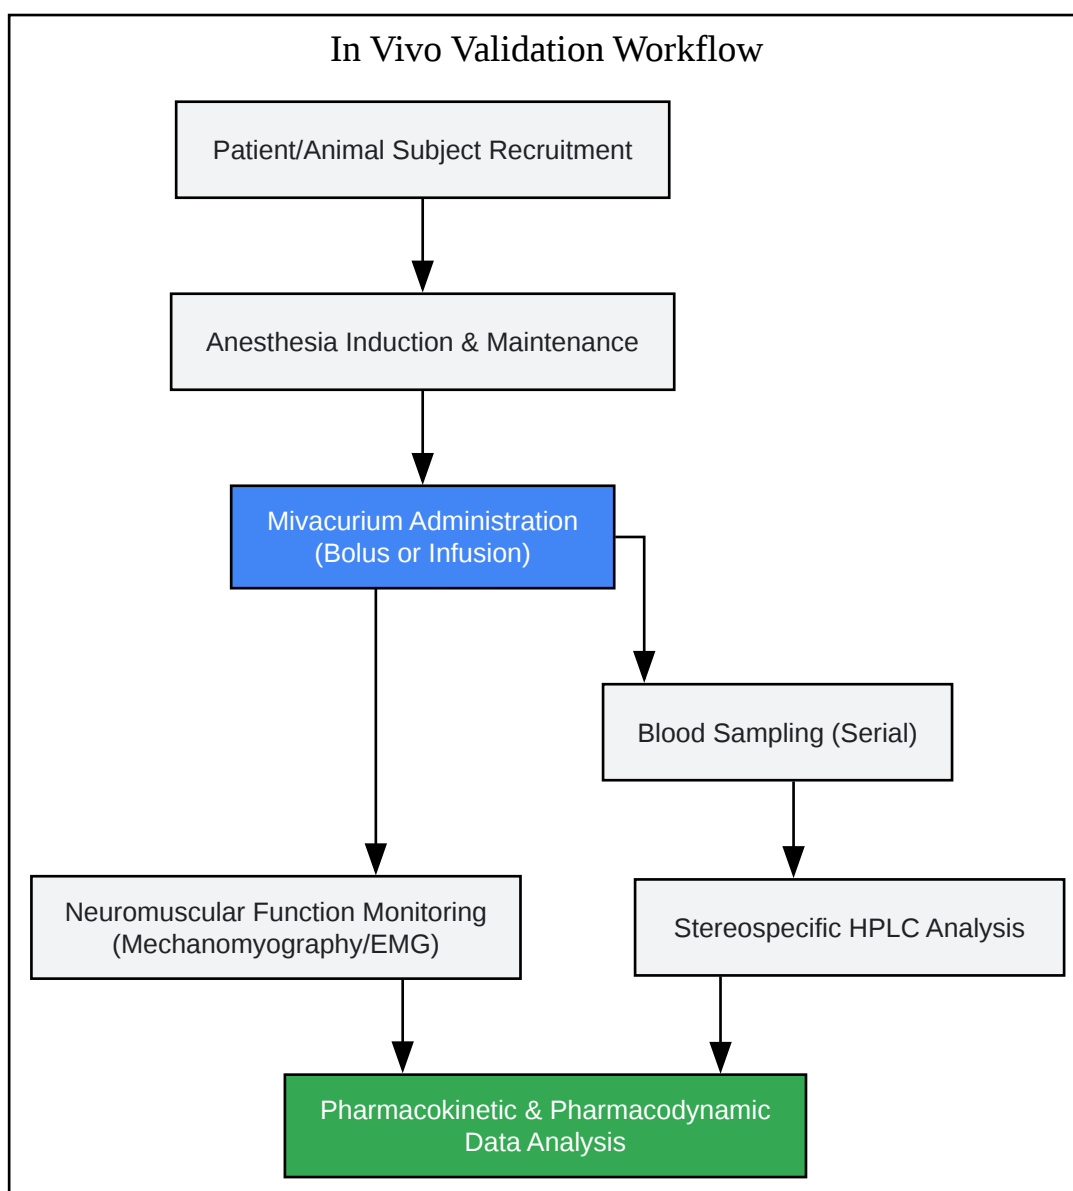 In Vivo Validation Workflow
Patient/Animal Subject Recruitment
Anesthesia Induction & Maintenance
Mivacurium Administration
(Bolus or Infusion)
Blood Sampling (Serial)
Neuromuscular Function Monitoring
(Mechanomyography/EMG)
Stereospecific HPLC Analysis
Pharmacokinetic & Pharmacodynamic
Data Analysis